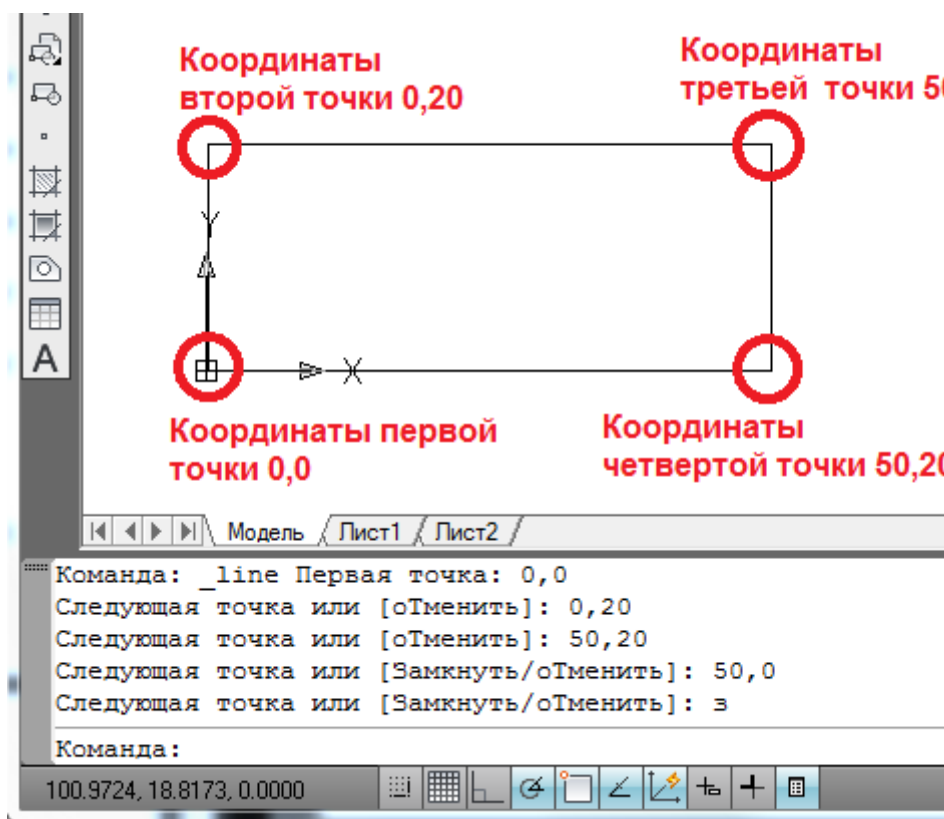 Координаты
второй точки 0,20
Координаты
третьей точки
Y
X
Координаты первой
точки 0,0
Координаты
четвертой точки 50,20
A
Модель Лист1 Лист2
Команда: _line Первая точка: 0,0
Следующая точка или [оТменить]: 0,20
Следующая точка или [оТменить]: 50,20
Следующая точка или [Замкнуть/оТменить]: 50,0
Следующая точка или [Замкнуть/оТменить]: з
Команда:
100.9724, 18.8173, 0.0000